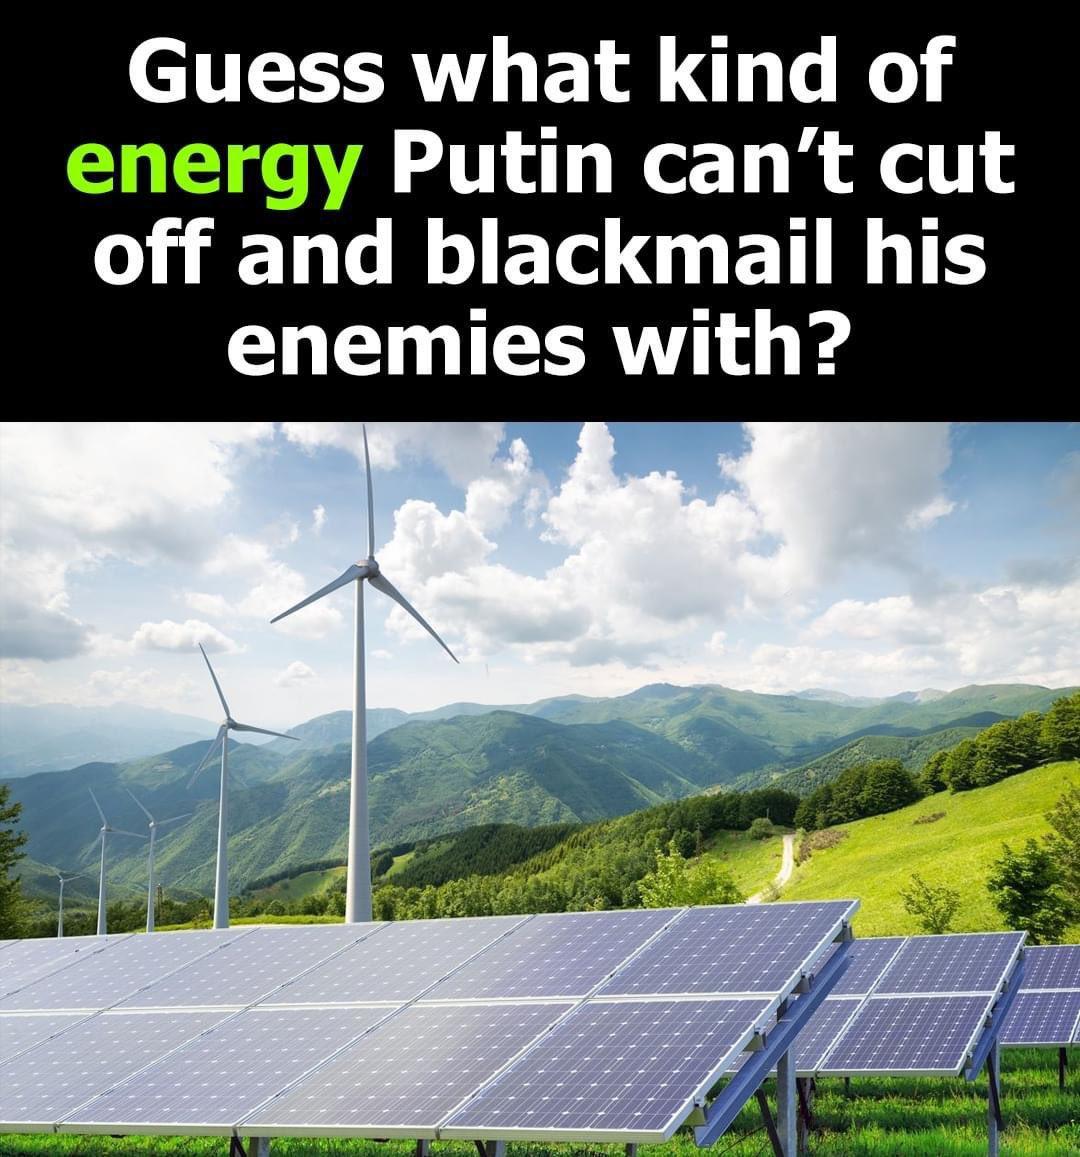 Guess what kind of
energy Putin can’t cut
off and blackmail his
enemies with?